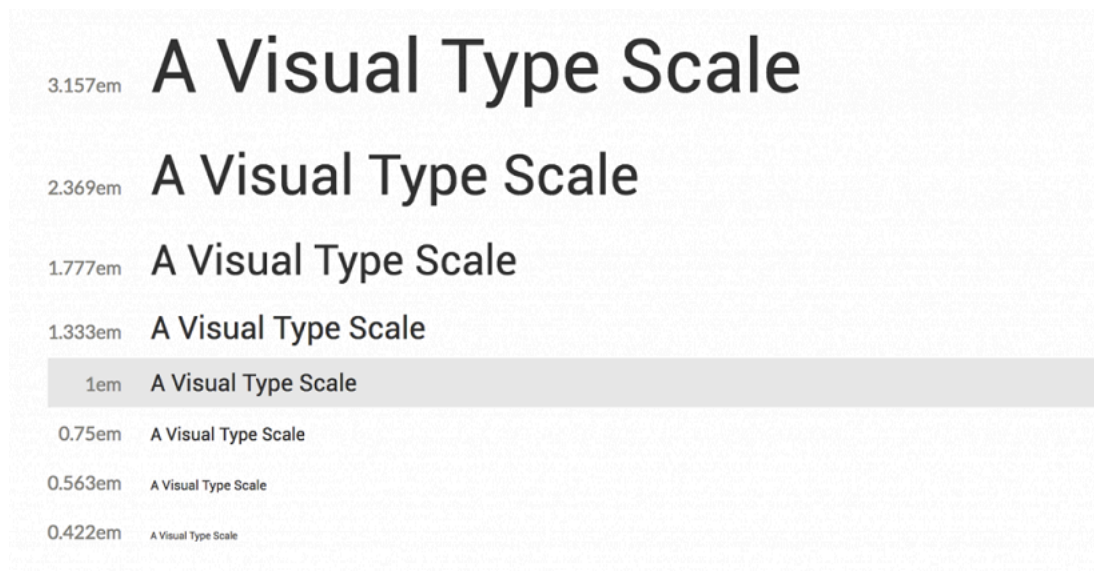 3.157em A Visual Type Scale
2.369em A Visual Type Scale
1.777em A Visual Type Scale
1.333em A Visual Type Scale
1em A Visual Type Scale
0.75em A Visual Type Scale
0.563em A Visual Type Scale
0.422em A Visual Type Scale